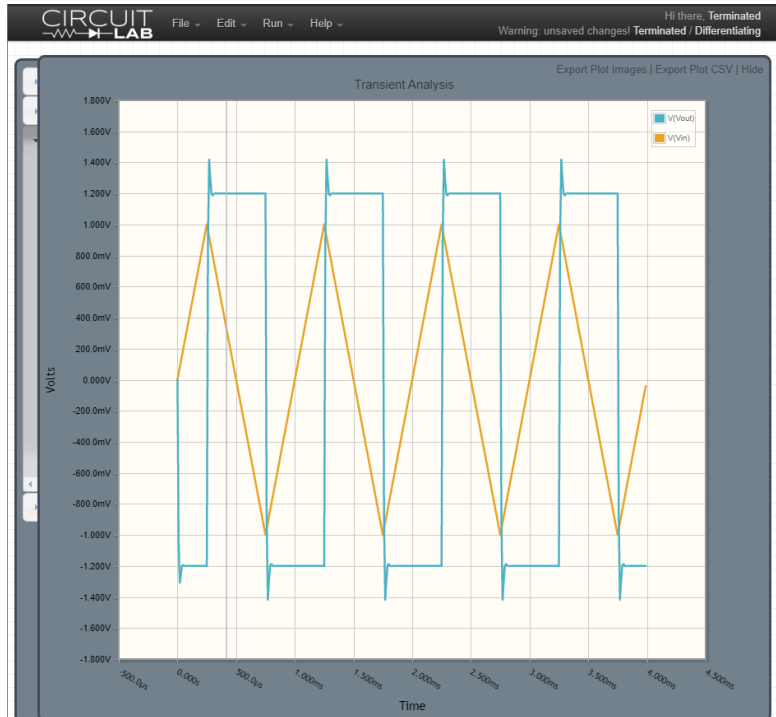 CIRCUIT
LAB
File Edit Run Help
Hi there, Terminated
Warning: unsaved changes! Terminated / Differentiating
Export Plot Images | Export Plot CSV | Hide
Transient Analysis
V(Vout)
V(Vin)
1.800V
1.600V
1.400V
1.200V
1.000V
800.0mV
600.0mV
400.0mV
200.0mV
0.000V
-200.0mV
-400.0mV
-600.0mV
-800.0mV
-1.000V
-1.200V
-1.400V
-1.600V
-1.800V
Volts
-500.0µs
0.000s
500.0µs
1.000ms
1.500ms
2.000ms
2.500ms
3.000ms
3.500ms
4.000ms
4.500ms
Time